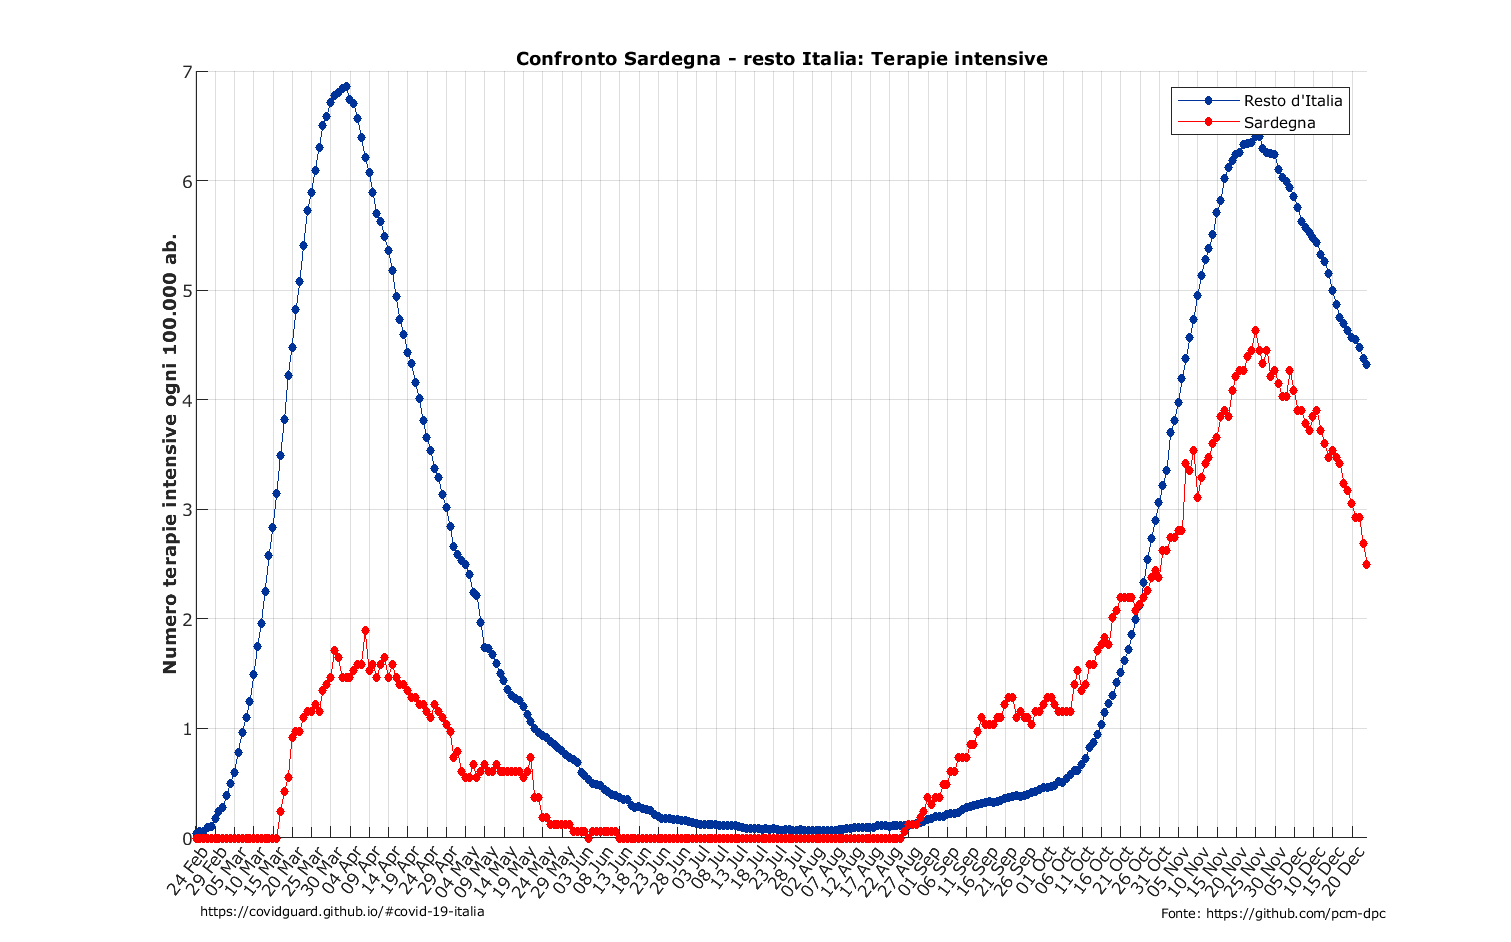 Confronto Sardegna - resto Italia: Terapie intensive
Resto d'Italia
Sardegna
Numero terapie intensive ogni 100.000 ab.
7
6
5
4
3
2
1
0
24 Feb
29 Feb
05 Mar
10 Mar
15 Mar
20 Mar
25 Mar
30 Mar
04 Apr
09 Apr
14 Apr
19 Apr
24 Apr
29 Apr
04 May
09 May
14 May
19 May
24 May
29 May
03 Jun
08 Jun
13 Jun
18 Jun
23 Jun
28 Jun
03 Jul
08 Jul
13 Jul
18 Jul
23 Jul
28 Jul
02 Aug
07 Aug
12 Aug
17 Aug
22 Aug
27 Aug
01 Sep
06 Sep
11 Sep
16 Sep
21 Sep
26 Sep
01 Oct
06 Oct
11 Oct
16 Oct
21 Oct
26 Oct
31 Oct
05 Nov
10 Nov
15 Nov
20 Nov
25 Nov
30 Nov
05 Dec
10 Dec
15 Dec
20 Dec
https://covidguard.github.io/#covid-19-italia
Fonte: https://github.com/pcm-dpc